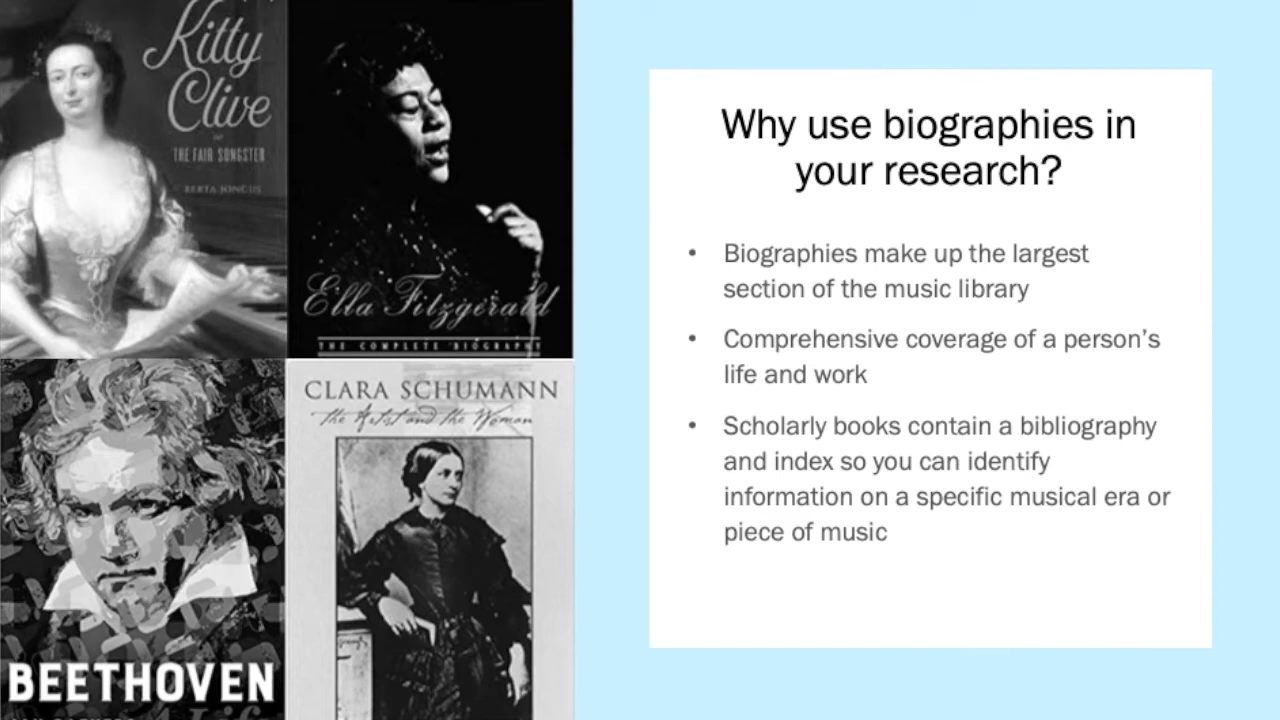 Kitty
Clive
or
THE FAIR SONGSTER
BERTA JONCUS
Ella Fitzgerald
THE COMPLETE BIOGRAPHY
BEETHOVEN
CLARA SCHUMANN
the Artist and the Woman
Why use biographies in
your research?
• Biographies make up the largest
section of the music library
• Comprehensive coverage of a person's
life and work
• Scholarly books contain a bibliography
and index so you can identify
information on a specific musical era or
piece of music